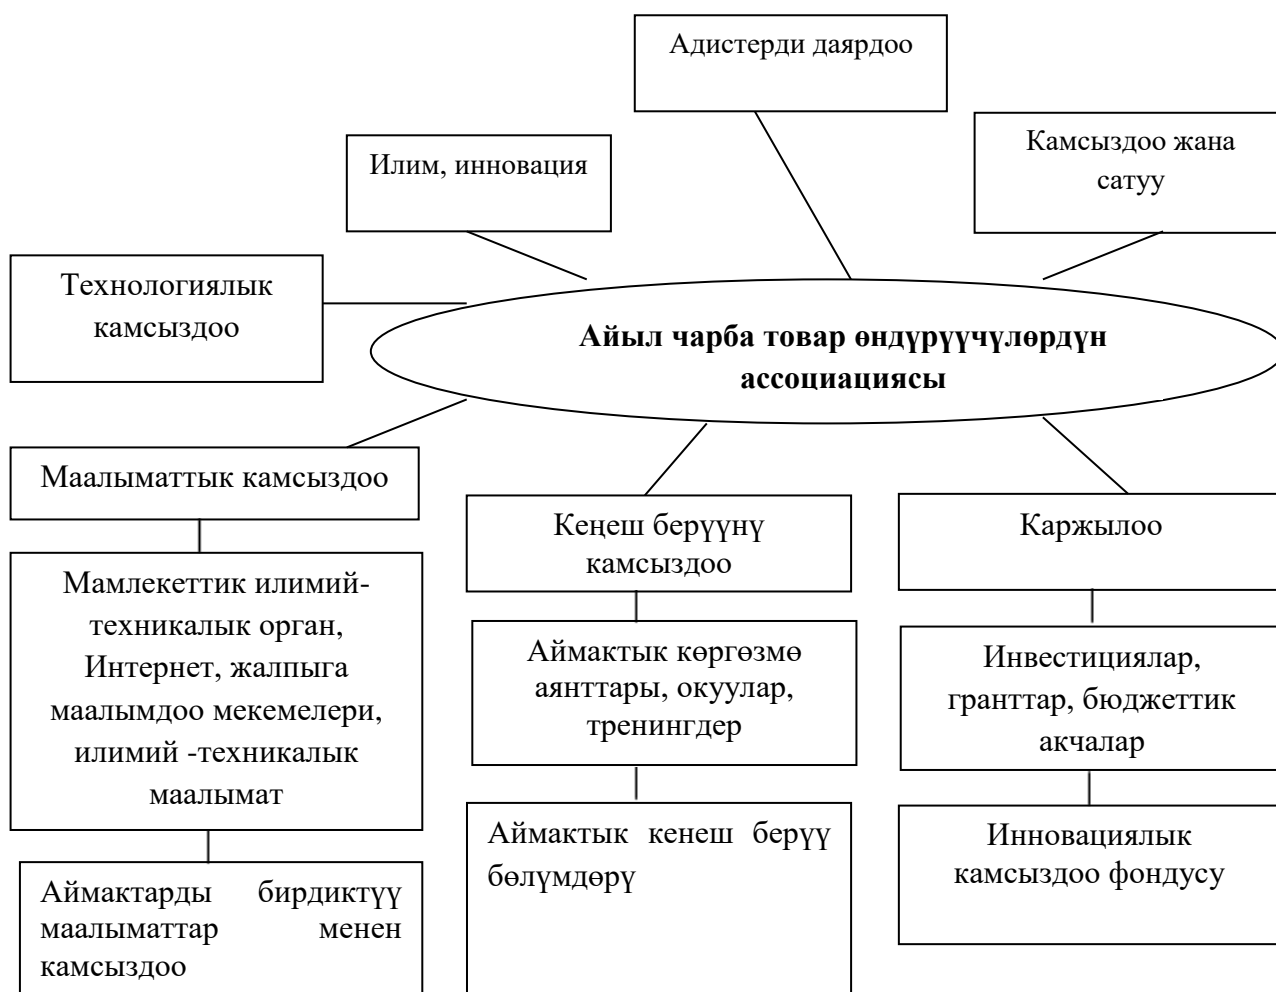 Адистерди даярдоо
Илим, инновация
Камсыздоо жана
сатуу
Технологиялык
камсыздоо
Айыл чарба товар өндүрүүчүлөрдүн
ассоциациясы
Маалыматтык камсыздоо
Кеңеш берүүнү
камсыздоо
Каржылоо
Мамлекеттик илимий-
техникалык орган,
Интернет, жалпыга
маалымдоо мекемелери,
илимий -техникалык
маалымат
Аймактык көргөзмө
аянттары, окуулар,
тренингдер
Инвестициялар,
гранттар, бюджеттик
акчалар
Аймактарды бирдиктүү
маалыматтар менен
камсыздоо
Аймактык кенеш берүү
бөлүмдөрү
Инновациялык
камсыздоо фондусу